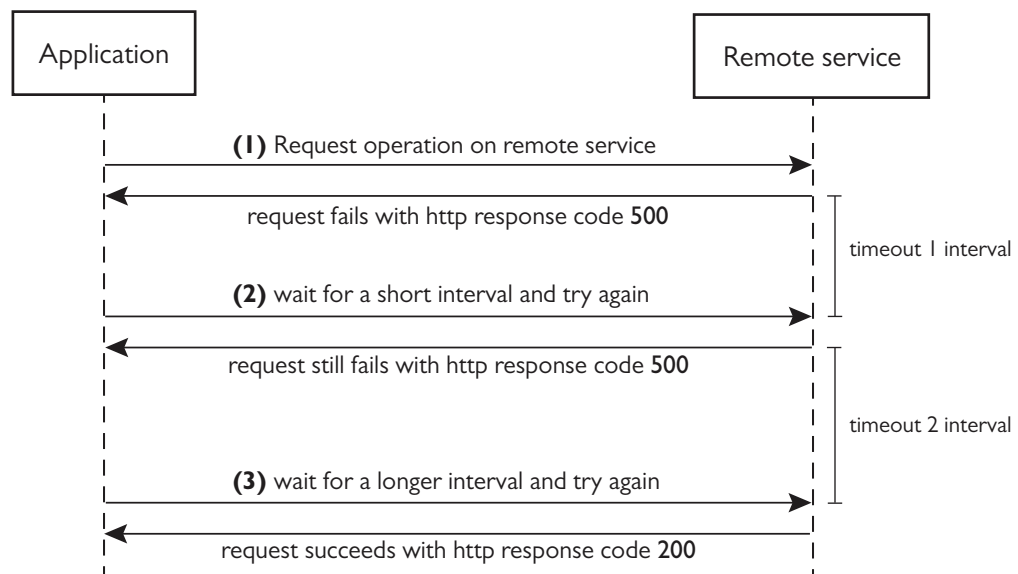 Application
Remote service
(1) Request operation on remote service
request fails with http response code 500
timeout 1 interval
(2) wait for a short interval and try again
request still fails with http response code 500
timeout 2 interval
(3) wait for a longer interval and try again
request succeeds with http response code 200